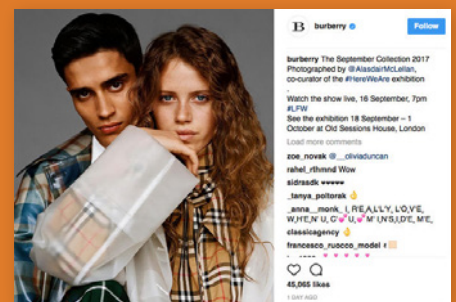 B burberry
Follow
burberry The September Collection 2017
Photographed by @AlasdairMcLellan,
co-curator of the #HereWeAre exhibition
.
Watch the show live, 16 September, 7pm
#LFW
See the exhibition 18 September – 1
October at Old Sessions House, London
Load more comments
zoe_novak @__oliviaduncan
rahel_rthmnd Wow
sidrasdk ♥♥♥♥♥
_tanya_poltorak 👌
_anna__monk_ I, R'E,A'L,L'Y, L'O,V'E,
classicagency 👌
francesco_ruocco_model
45,065 likes
1 DAY AGO